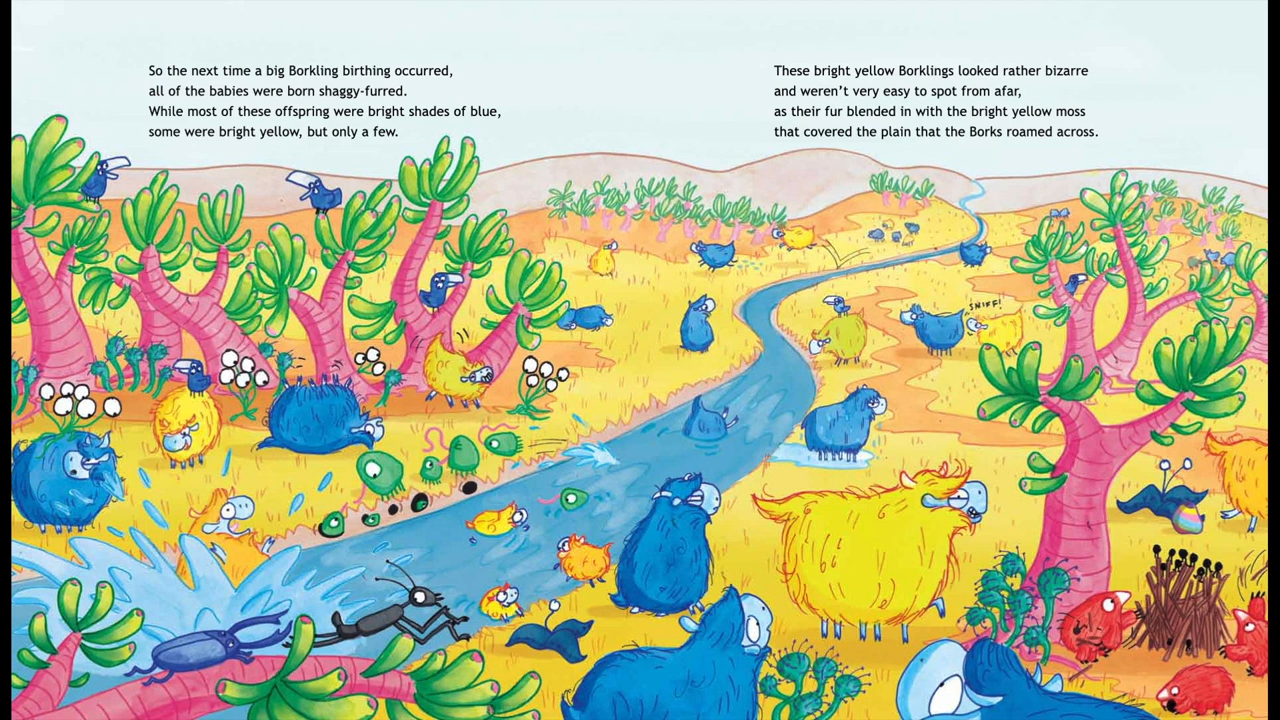 So the next time a big Borkling birthing occurred,
all of the babies were born shaggy-furred.
While most of these offspring were bright shades of blue,
some were bright yellow, but only a few.
These bright yellow Borklings looked rather bizarre
and weren’t very easy to spot from afar,
as their fur blended in with the bright yellow moss
that covered the plain that the Borks roamed across.
SNIFF!